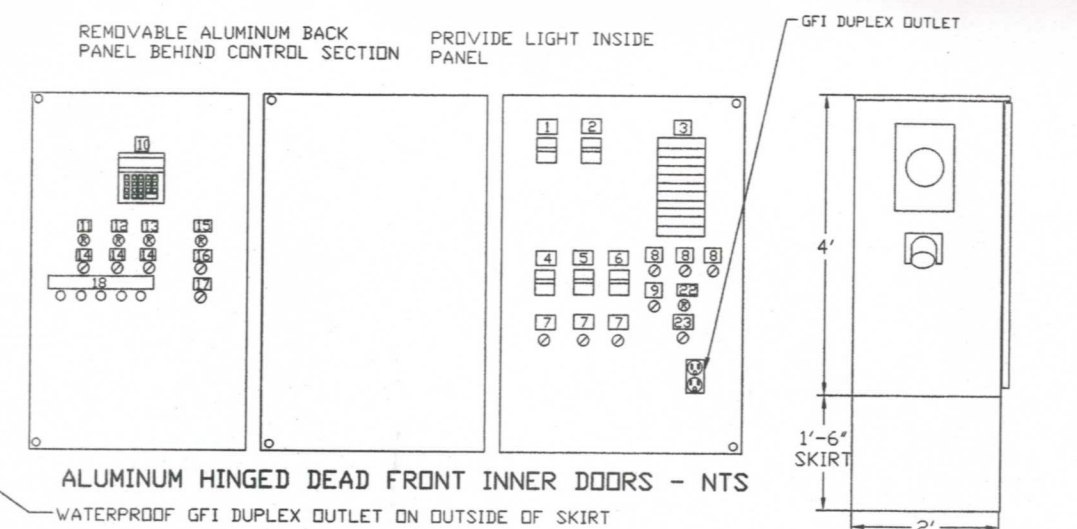 REMOVABLE ALUMINUM BACK
PANEL BEHIND CONTROL SECTION
PROVIDE LIGHT INSIDE
PANEL
GFI DUPLEX OUTLET
10
11 12 13 15
14 14 14 16
17
18
1 2 3
4 5 6 8 8 8
9 22
7 7 7 23
4'
1'-6"
SKIRT
2'
ALUMINUM HINGED DEAD FRONT INNER DOORS - NTS
WATERPROOF GFI DUPLEX OUTLET ON OUTSIDE OF SKIRT